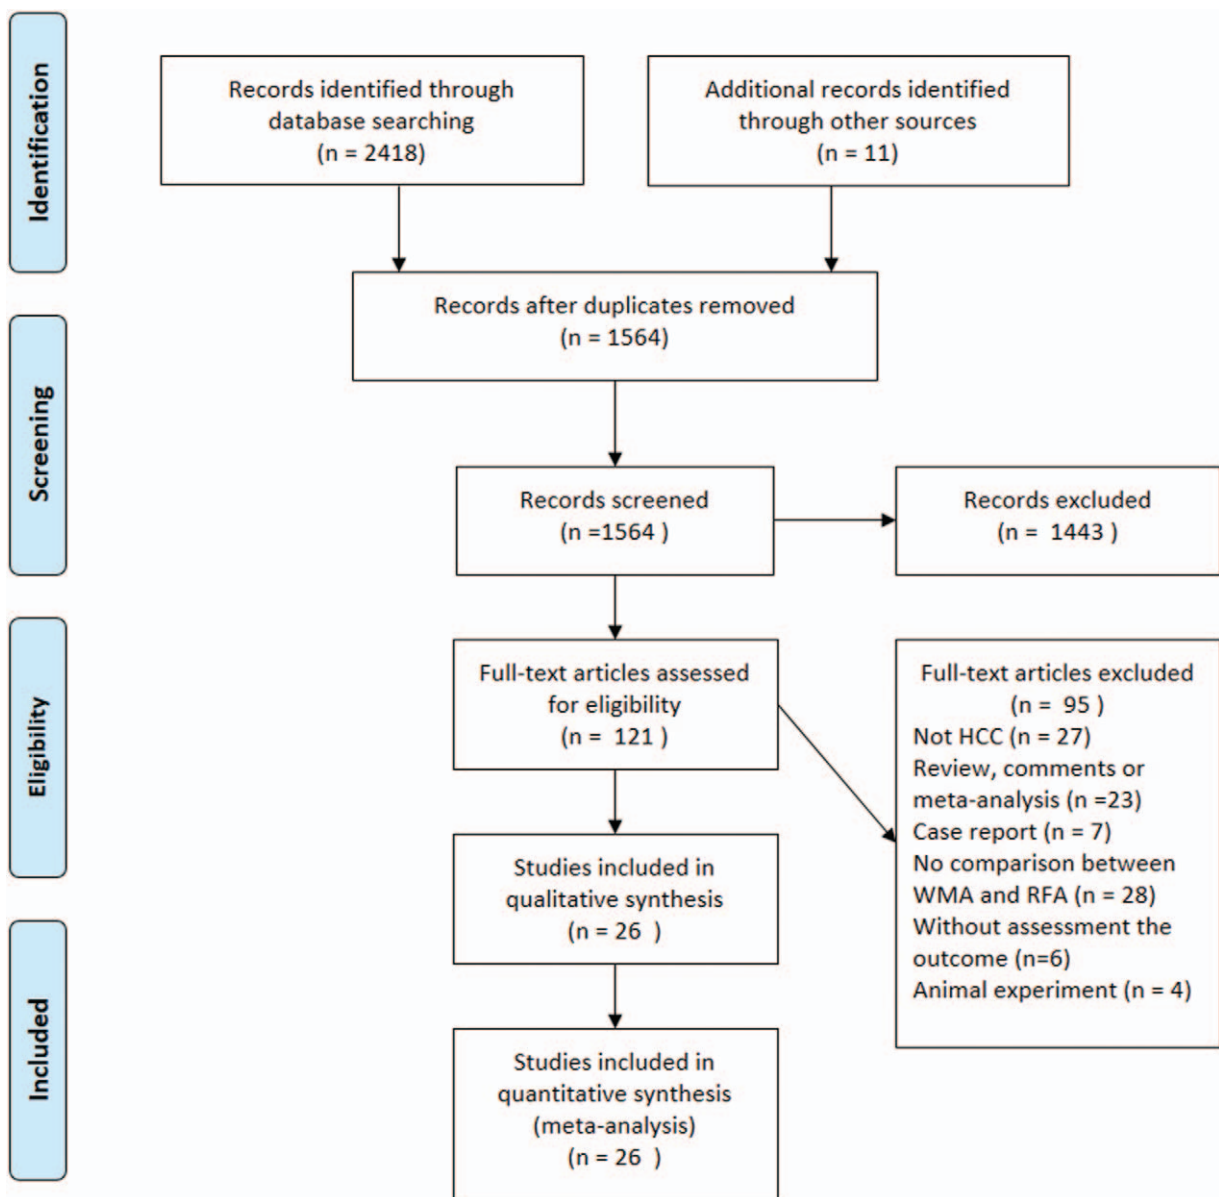 Identification
Records identified through
database searching
(n = 2418)
Additional records identified
through other sources
(n = 11)
Records after duplicates removed
(n = 1564)
Screening
Records screened
(n =1564 )
Records excluded
(n =  1443 )
Eligibility
Full-text articles assessed
for eligibility
(n =  121 )
Full-text articles excluded
(n =  95 )
Not HCC (n = 27)
Review, comments or
meta-analysis (n =23)
Case report (n = 7)
No comparison between
WMA and RFA (n = 28)
Without assessment the
outcome (n=6)
Animal experiment (n = 4)
Studies included in
qualitative synthesis
(n = 26  )
Included
Studies included in
quantitative synthesis
(meta-analysis)
(n = 26  )